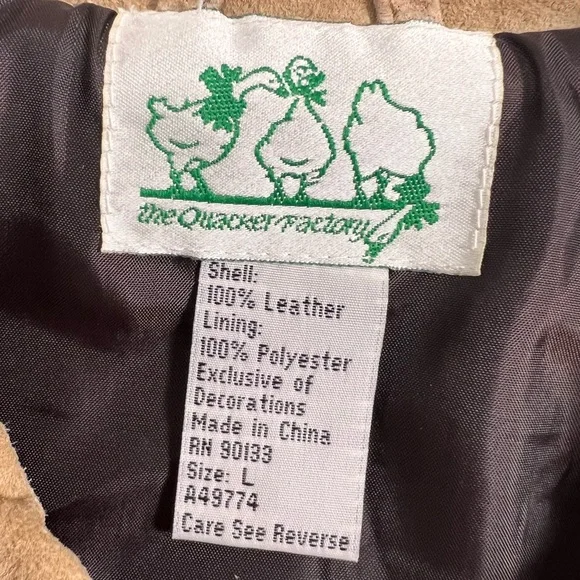 the Quacker Factory
Shell:
100% Leather
Lining:
100% Polyester
Exclusive of
Decorations
Made in China
RN 90133
Size: L
A49774
Care See Reverse